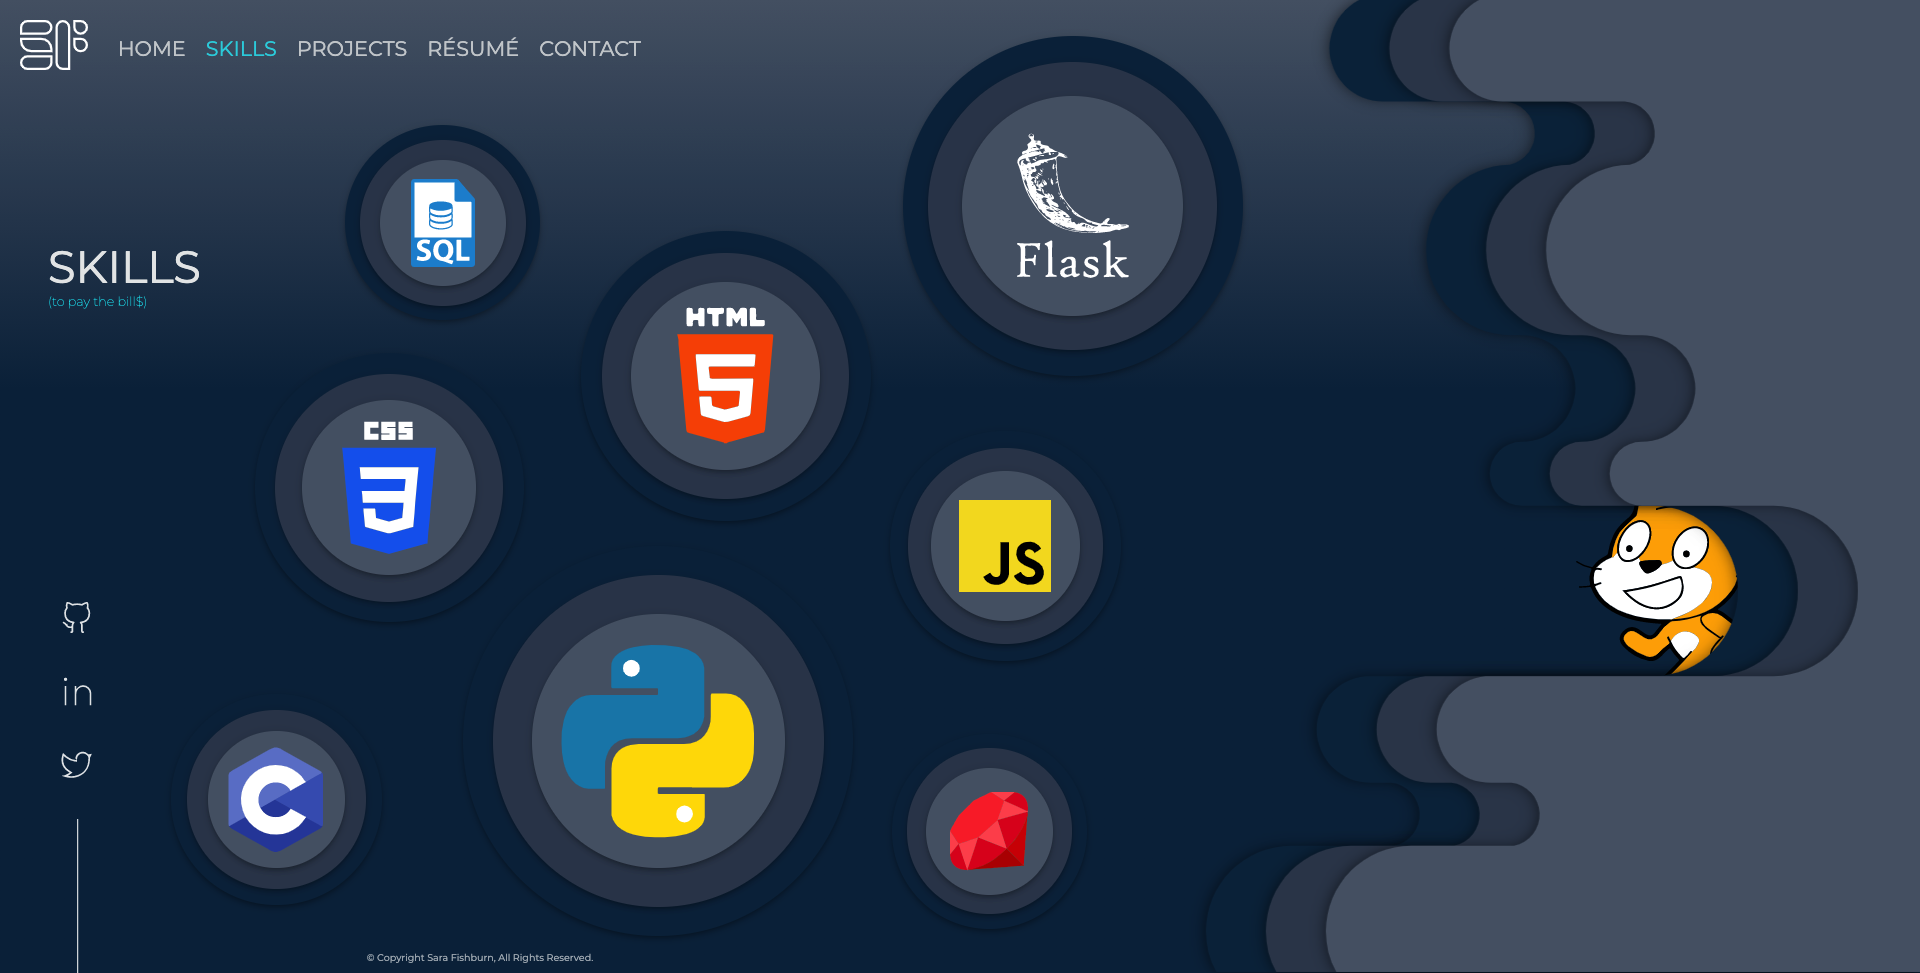 HOME SKILLS PROJECTS RÉSUMÉ CONTACT
SKILLS
(to pay the bill$)
SQL
Flask
HTML
5
CSS
3
JS
C
in
© Copyright Sara Fishburn, All Rights Reserved.